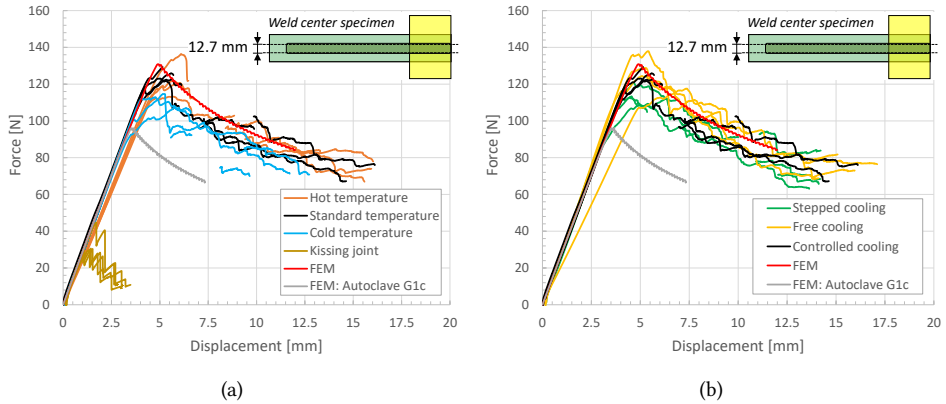 Weld center specimen
12.7 mm
Force [N]
160
140
120
100
80
60
40
20
0
0
2.5
5
7.5
10
12.5
15
17.5
20
Displacement [mm]
Hot temperature
Standard temperature
Cold temperature
Kissing joint
FEM
FEM: Autoclave G1c
(a)
Weld center specimen
12.7 mm
Force [N]
160
140
120
100
80
60
40
20
0
0
2.5
5
7.5
10
12.5
15
17.5
20
Displacement [mm]
Stepped cooling
Free cooling
Controlled cooling
FEM
FEM: Autoclave G1c
(b)